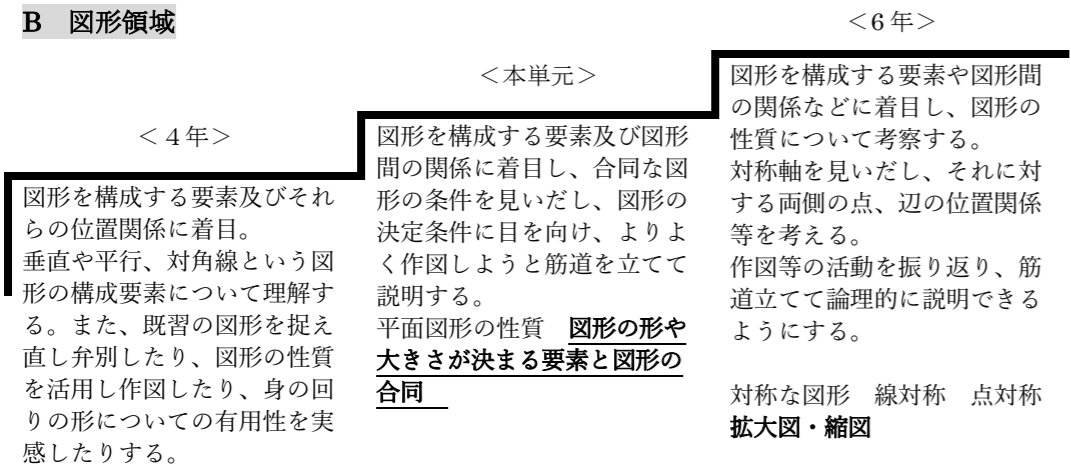 B 図形領域
＜4年＞
図形を構成する要素及びそれ
らの位置関係に着目。
垂直や平行、対角線という図
形の構成要素について理解す
る。また、既習の図形を捉え
直し弁別したり、図形の性質
を活用し作図したり、身の回
りの形についての有用性を実
感したりする。
＜本単元＞
図形を構成する要素及び図形
間の関係に着目し、合同な図
形の条件を見いだし、図形の
決定条件に目を向け、よりよ
く作図しようと筋道を立てて
説明する。
平面図形の性質 図形の形や
大きさが決まる要素と図形の
合同
＜6年＞
図形を構成する要素や図形間
の関係などに着目し、図形の
性質について考察する。
対称軸を見いだし、それに対
する両側の点、辺の位置関係
等を考える。
作図等の活動を振り返り、筋
道立てて論理的に説明できる
ようにする。
対称な図形 線対称 点対称
拡大図・縮図